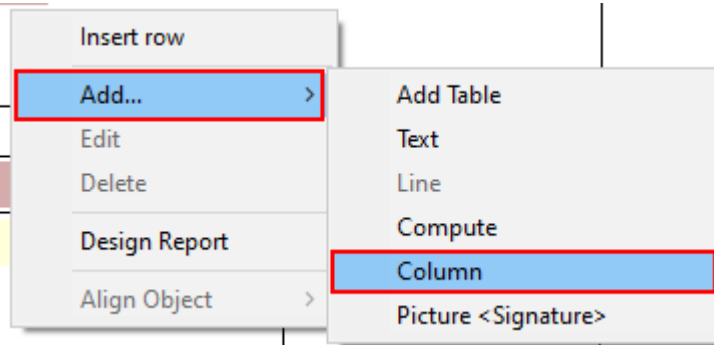 Insert row
Add...
Edit
Delete
Design Report
Align Object
Add Table
Text
Line
Compute
Column
Picture <Signature>